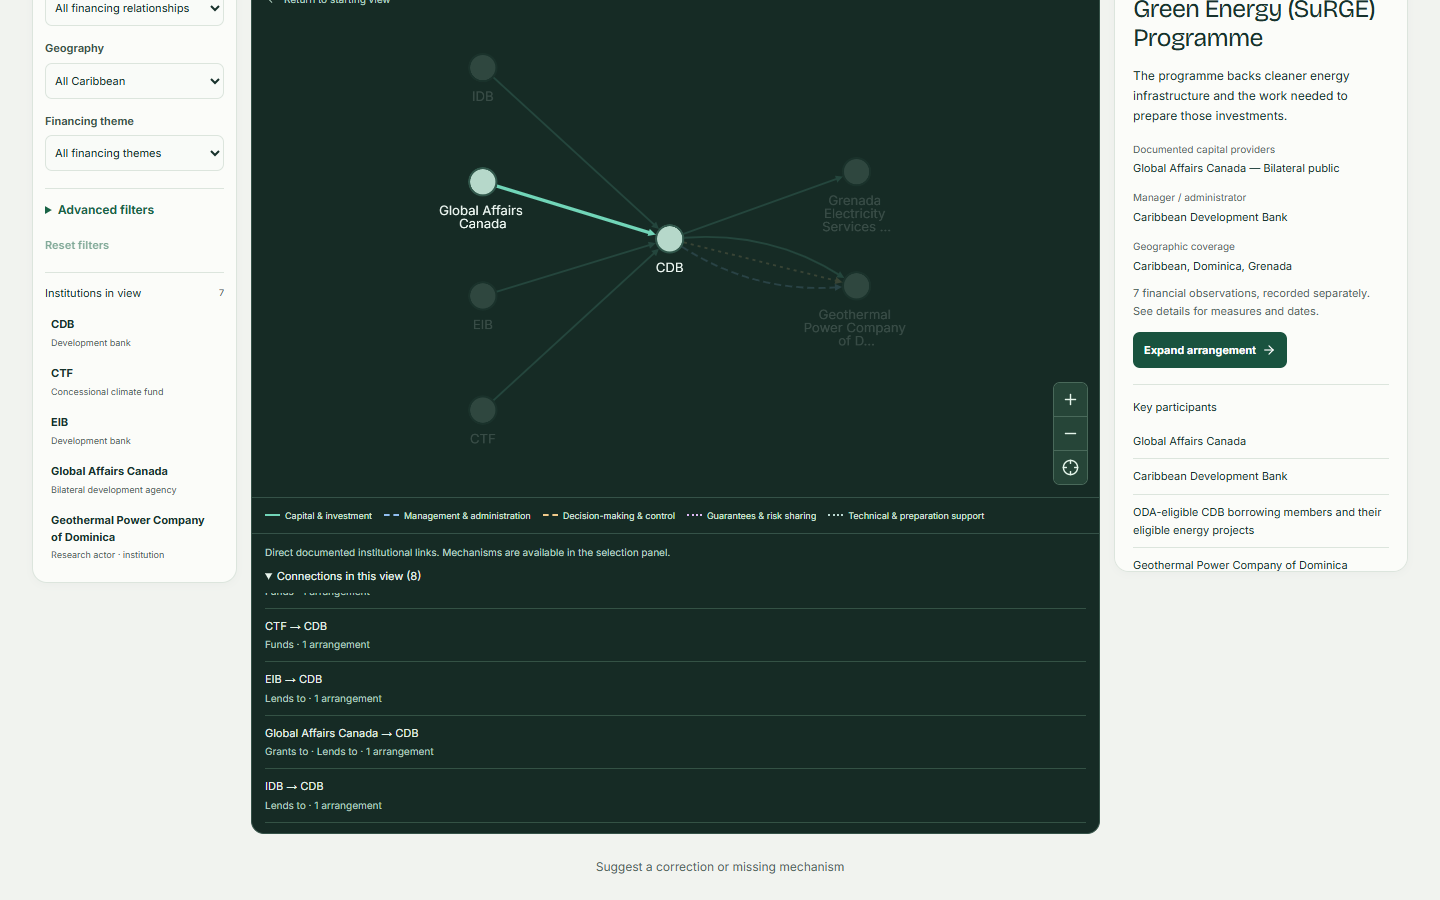 All financing relationships
Geography
All Caribbean
Financing theme
All financing themes
Advanced filters
Reset filters
Institutions in view 7
CDB
Development bank
CTF
Concessional climate fund
EIB
Development bank
Global Affairs Canada
Bilateral development agency
Geothermal Power Company
of Dominica
Research actor · institution
Return to starting view
IDB
Global Affairs
Canada
EIB
CTF
CDB
Grenada
Electricity
Services ...
Geothermal
Power Company
of D...
+
−
Capital & investment
Management & administration
Decision-making & control
Guarantees & risk sharing
Technical & preparation support
Direct documented institutional links. Mechanisms are available in the selection panel.
Connections in this view (8)
Funds · 1 arrangement
CTF → CDB
Funds · 1 arrangement
EIB → CDB
Lends to · 1 arrangement
Global Affairs Canada → CDB
Grants to · Lends to · 1 arrangement
IDB → CDB
Lends to · 1 arrangement
Green Energy (SuRGE)
Programme
The programme backs cleaner energy
infrastructure and the work needed to
prepare those investments.
Documented capital providers
Global Affairs Canada — Bilateral public
Manager / administrator
Caribbean Development Bank
Geographic coverage
Caribbean, Dominica, Grenada
7 financial observations, recorded separately.
See details for measures and dates.
Expand arrangement →
Key participants
Global Affairs Canada
Caribbean Development Bank
ODA-eligible CDB borrowing members and their
eligible energy projects
Geothermal Power Company of Dominica
Suggest a correction or missing mechanism